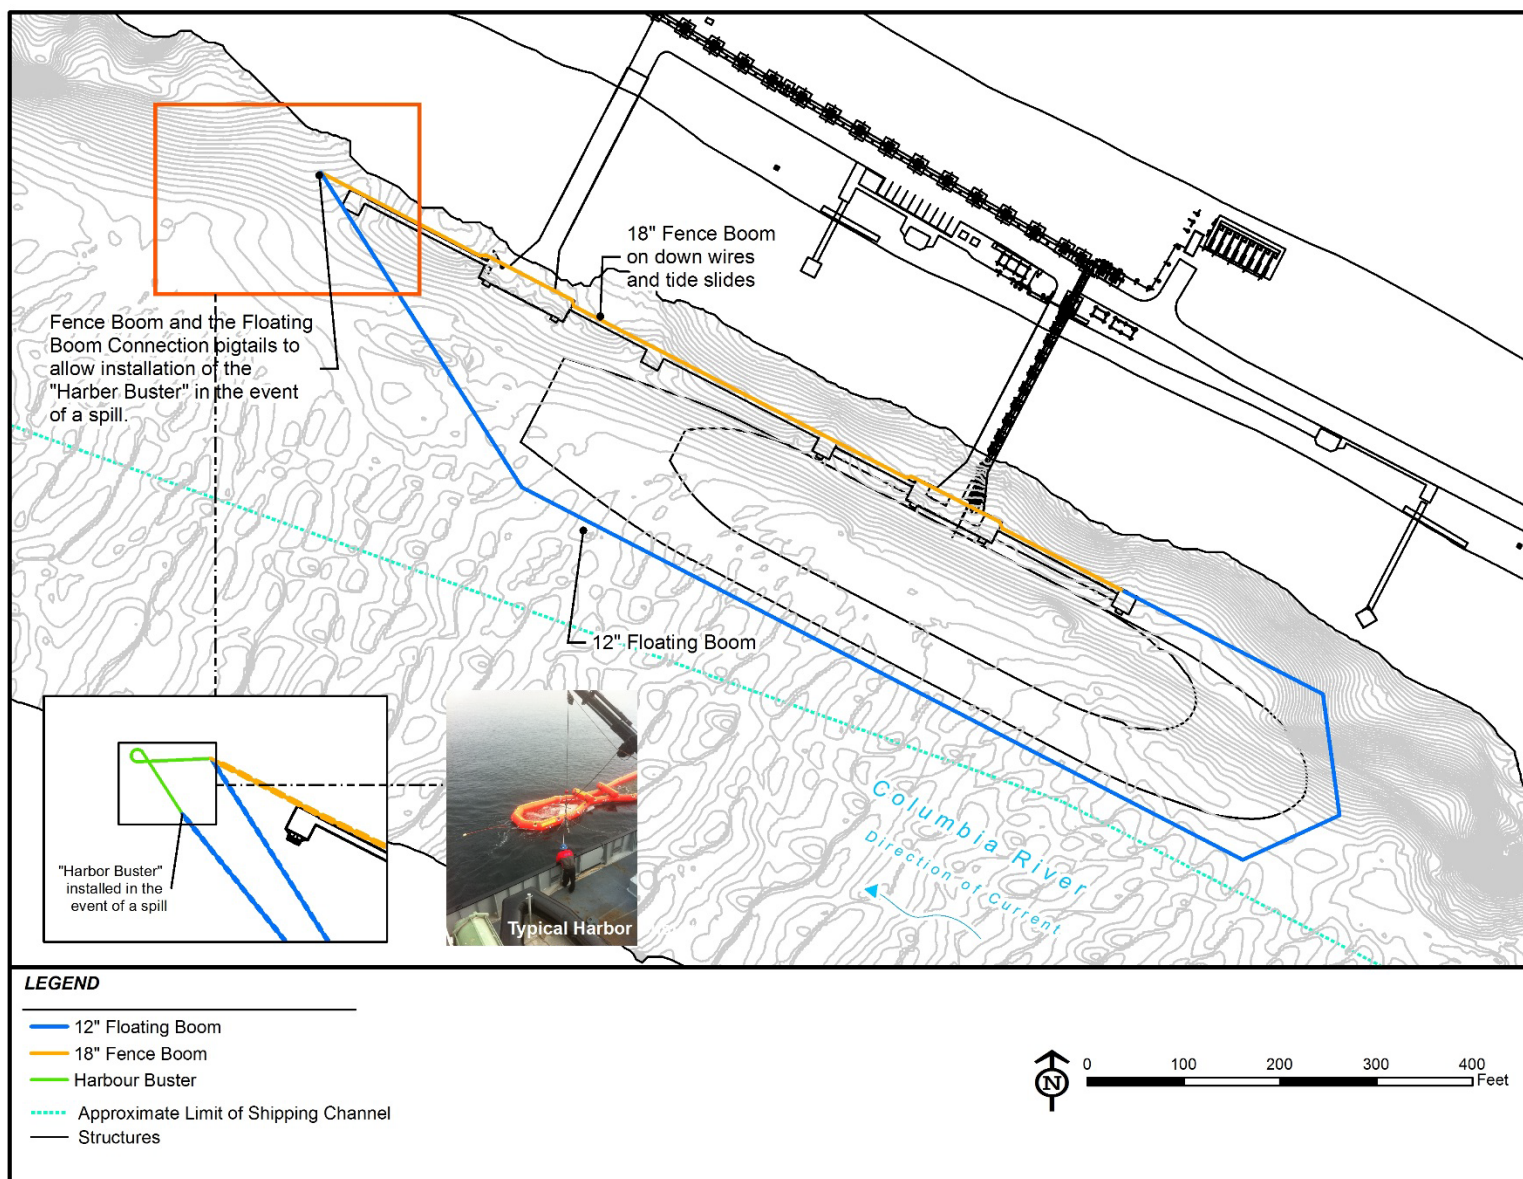 18" Fence Boom
on down wires
and tide slides
Fence Boom and the Floating
Boom Connection pigtails to
allow installation of the
"Harber Buster" in the event
of a spill.
12" Floating Boom
Columbia River
Direction of Current
"Harbor Buster"
installed in the
event of a spill
Typical Harbor
LEGEND
12" Floating Boom
18" Fence Boom
Harbour Buster
Approximate Limit of Shipping Channel
Structures
N
0 100 200 300 400
Feet